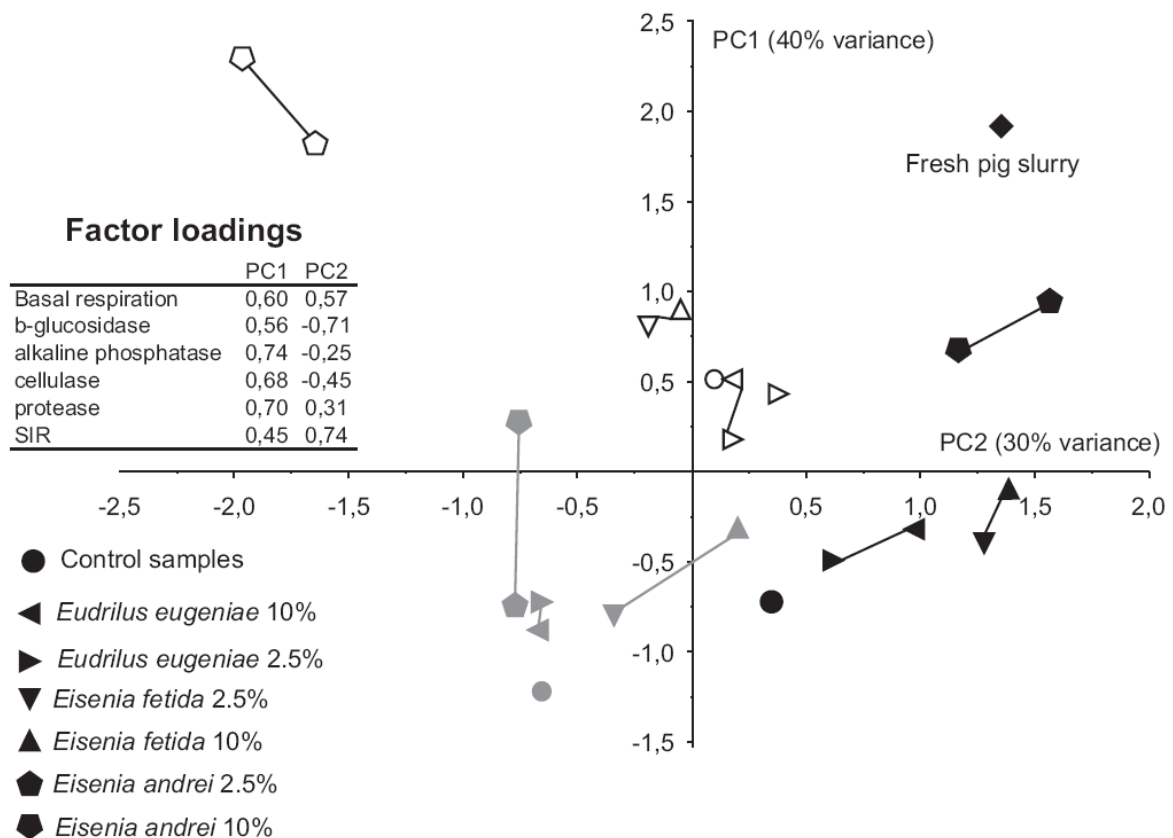 2,5
PC1 (40% variance)
2,0
Fresh pig slurry
1,5
Factor loadings
PC1 PC2
Basal respiration 0,60 0,57
b-glucosidase 0,56 -0,71
alkaline phosphatase 0,74 -0,25
cellulase 0,68 -0,45
protease 0,70 0,31
SIR 0,45 0,74
1,0
0,5
PC2 (30% variance)
-2,5 -2,0 -1,5 -1,0 -0,5 0,5 1,0 1,5 2,0
-0,5
-1,0
-1,5
Control samples
Eudrilus eugeniae 10%
Eudrilus eugeniae 2.5%
Eisenia fetida 2.5%
Eisenia fetida 10%
Eisenia andrei 2.5%
Eisenia andrei 10%